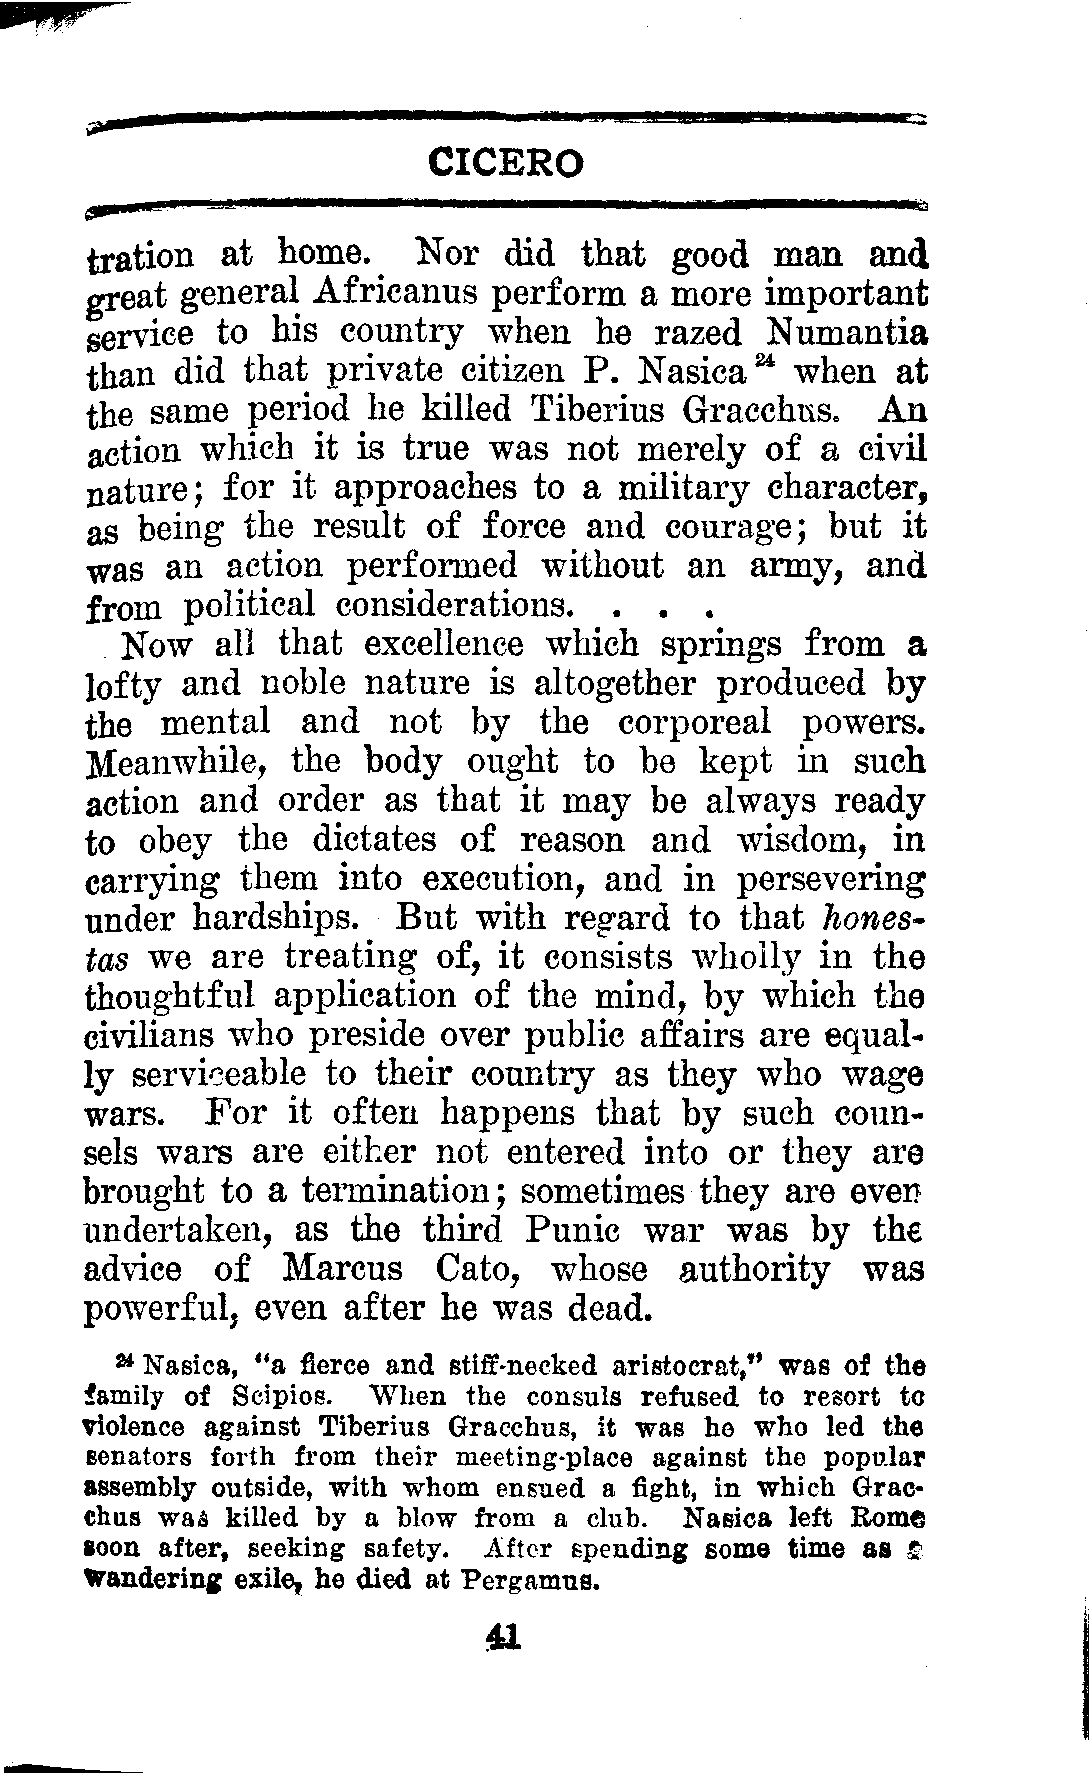 CICERO
tration at home. Nor did that good man and
great general Africanus perform a more important
service to his country when he razed Numantia
than did that private citizen P. Nasica²⁴ when at
the same period he killed Tiberius Gracchus. An
action which it is true was not merely of a civil
nature; for it approaches to a military character,
as being the result of force and courage; but it
was an action performed without an army, and
from political considerations. . . .
Now all that excellence which springs from a
lofty and noble nature is altogether produced by
the mental and not by the corporeal powers.
Meanwhile, the body ought to be kept in such
action and order as that it may be always ready
to obey the dictates of reason and wisdom, in
carrying them into execution, and in persevering
under hardships. But with regard to that hones-
tas we are treating of, it consists wholly in the
thoughtful application of the mind, by which the
civilians who preside over public affairs are equal-
ly serviceable to their country as they who wage
wars. For it often happens that by such coun-
sels wars are either not entered into or they are
brought to a termination; sometimes they are even
undertaken, as the third Punic war was by the
advice of Marcus Cato, whose authority was
powerful, even after he was dead.
²⁴ Nasica, "a fierce and stiff-necked aristocrat," was of the
family of Scipios. When the consuls refused to resort to
violence against Tiberius Gracchus, it was he who led the
senators forth from their meeting-place against the popular
assembly outside, with whom ensued a fight, in which Grac-
chus was killed by a blow from a club. Nasica left Rome
soon after, seeking safety. After spending some time as a
wandering exile, he died at Pergamus.
41